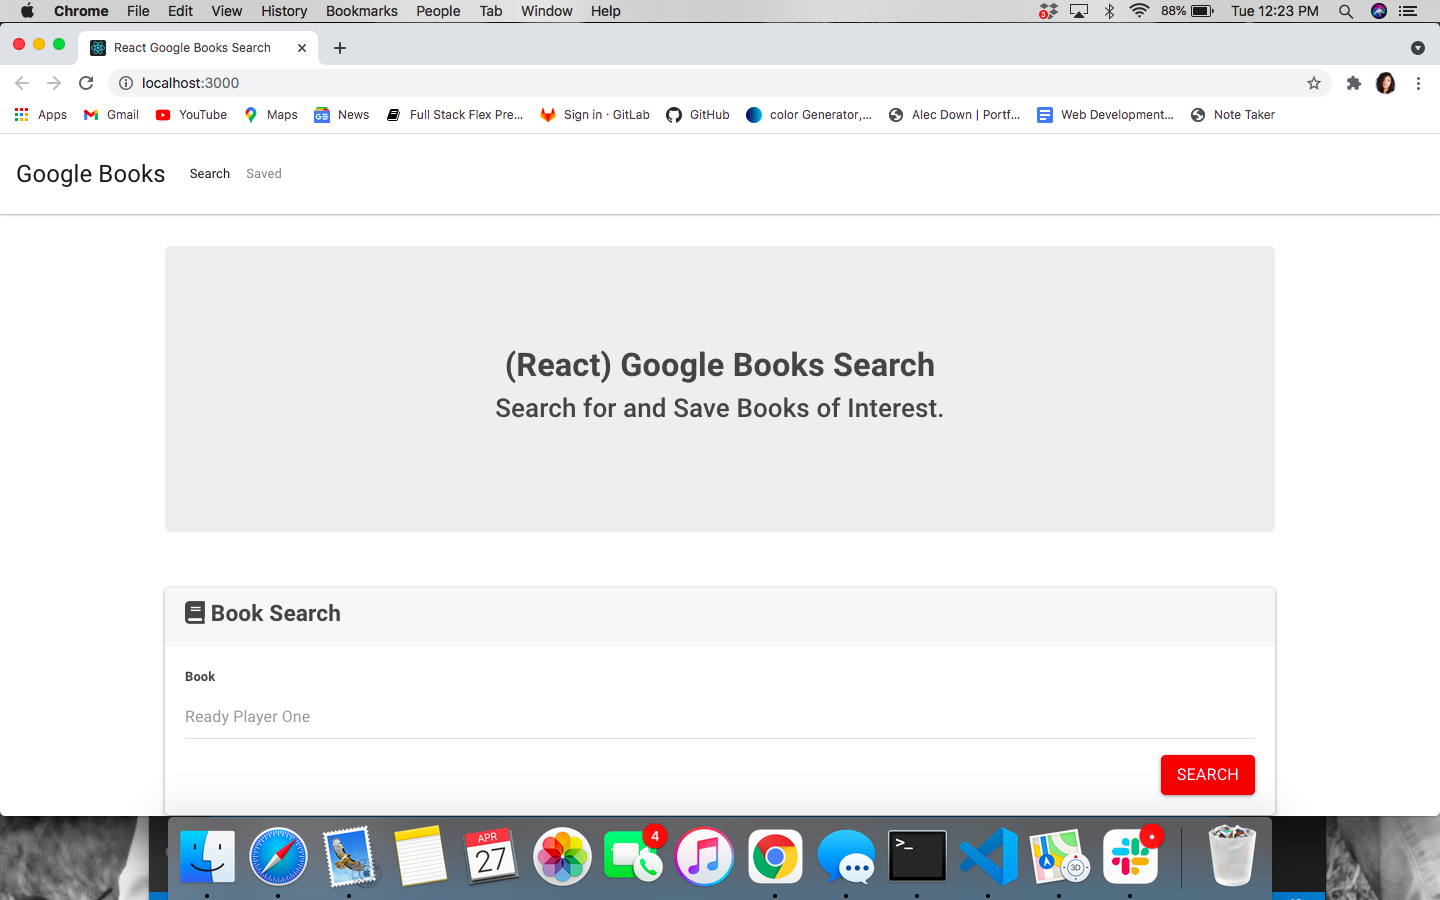 Chrome File Edit View History Bookmarks People Tab Window Help 3 88% Tue 12:23 PM
React Google Books Search
localhost:3000
Apps Gmail YouTube Maps News Full Stack Flex Pre... Sign in · GitLab GitHub color Generator,... Alec Down | Portf... Web Development... Note Taker
Google Books Search Saved
(React) Google Books Search
Search for and Save Books of Interest.
Book Search
Book
Ready Player One
SEARCH
APR
27
4
>_
3D